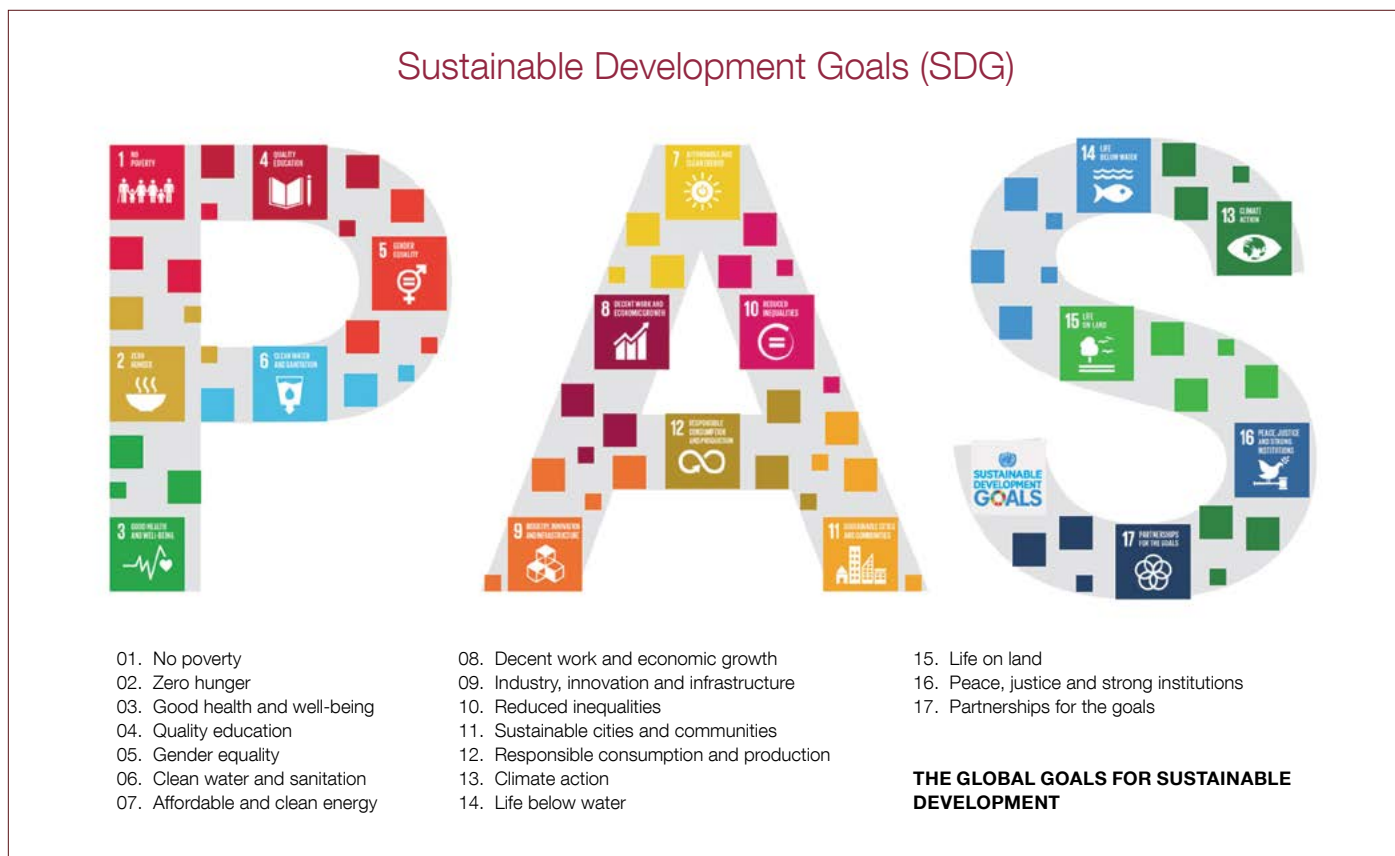 Sustainable Development Goals (SDG)
1 NO
POVERTY
4 QUALITY
EDUCATION
5 GENDER
EQUALITY
2 ZERO
HUNGER
6 CLEAN WATER
AND SANITATION
3 GOOD HEALTH
AND WELL-BEING
7 AFFORDABLE AND
CLEAN ENERGY
8 DECENT WORK AND
ECONOMIC GROWTH
10 REDUCED
INEQUALITIES
12 RESPONSIBLE
CONSUMPTION
AND PRODUCTION
9 INDUSTRY, INNOVATION
AND INFRASTRUCTURE
11 SUSTAINABLE CITIES
AND COMMUNITIES
14 LIFE
BELOW WATER
13 CLIMATE
ACTION
15 LIFE
ON LAND
16 PEACE, JUSTICE
AND STRONG
INSTITUTIONS
SUSTAINABLE
DEVELOPMENT
GOALS
17 PARTNERSHIPS
FOR THE GOALS
01. No poverty
02. Zero hunger
03. Good health and well-being
04. Quality education
05. Gender equality
06. Clean water and sanitation
07. Affordable and clean energy
08. Decent work and economic growth
09. Industry, innovation and infrastructure
10. Reduced inequalities
11. Sustainable cities and communities
12. Responsible consumption and production
13. Climate action
14. Life below water
15. Life on land
16. Peace, justice and strong institutions
17. Partnerships for the goals
THE GLOBAL GOALS FOR SUSTAINABLE
DEVELOPMENT